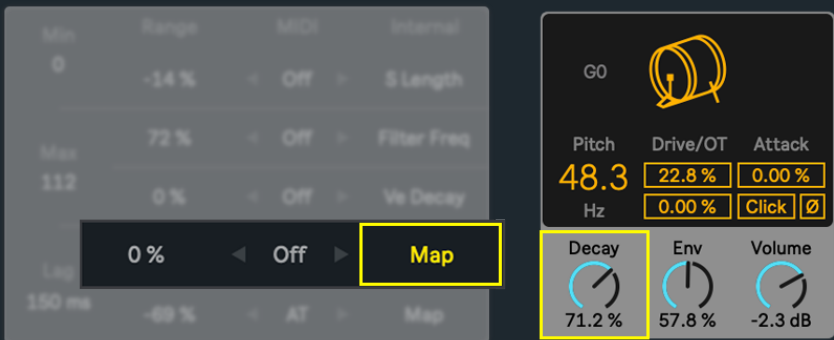 Min Range MIDI Internal
0
-14 % Off S Length
72 % Off Filter Freq
Max
112
0 % Off Ve Decay
0 % Off Map
Lag
150 ms
-69 % AT Map
G0
Pitch Drive/OT Attack
48.3 22.8 % 0.00 %
Hz 0.00 % Click Ø
Decay Env Volume
71.2 % 57.8 % -2.3 dB